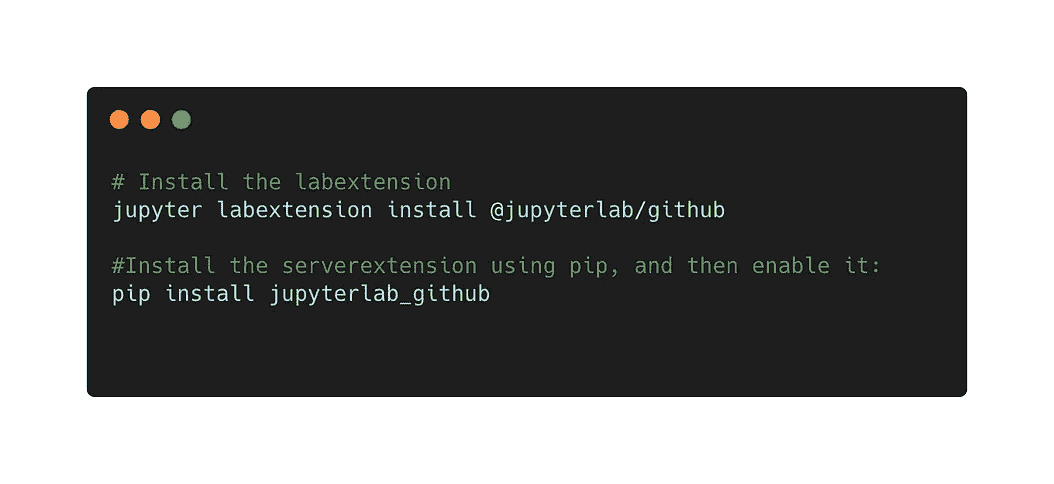 # Install the labextension
jupyter labextension install @jupyterlab/github
#Install the serverextension using pip, and then enable it:
pip install jupyterlab_github